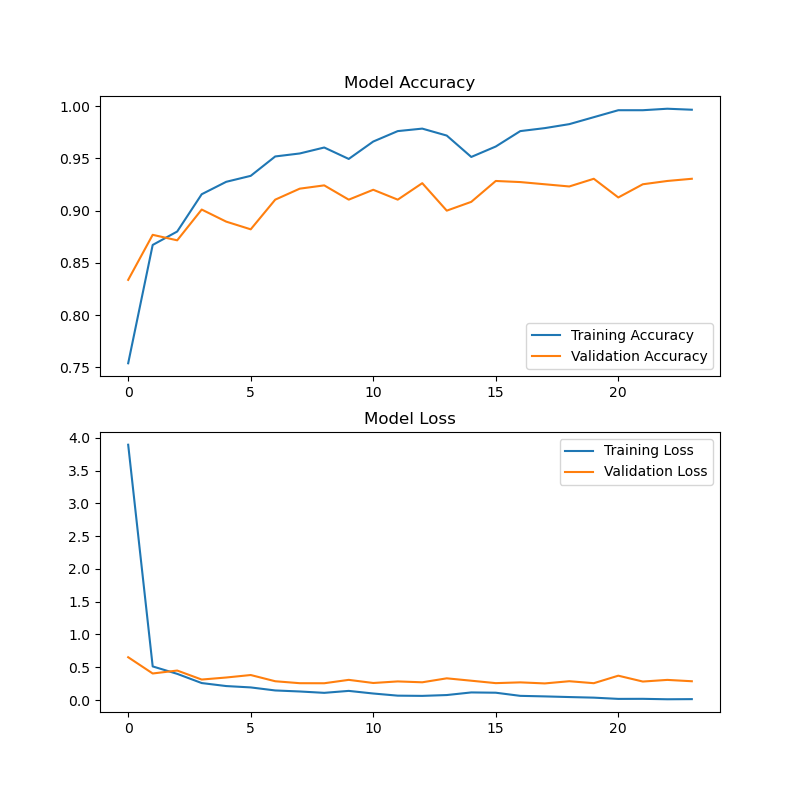 Model Accuracy
1.00
0.95
0.90
0.85
0.80
0.75
Training Accuracy
Validation Accuracy
0 5 10 15 20
Model Loss
4.0
3.5
3.0
2.5
2.0
1.5
1.0
0.5
0.0
Training Loss
Validation Loss
0 5 10 15 20